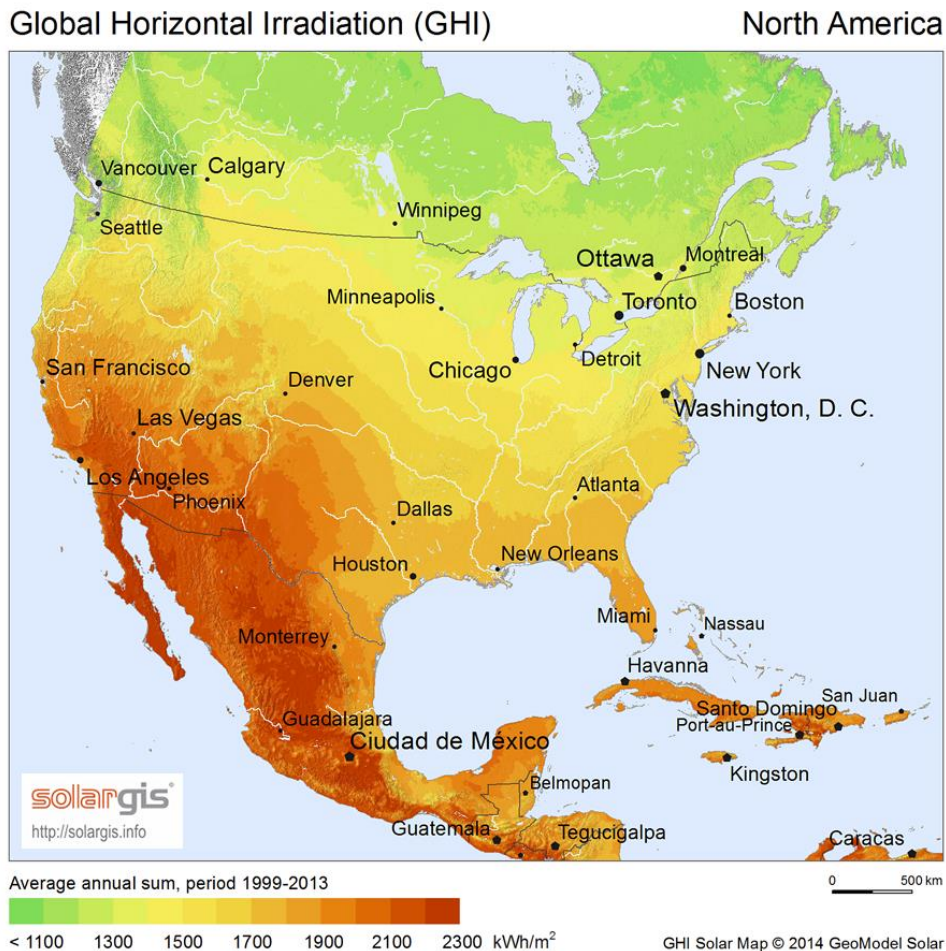 Global Horizontal Irradiation (GHI)
North America
Vancouver
Calgary
Seattle
Winnipeg
Ottawa
Montreal
Minneapolis
Toronto
Boston
Chicago
Detroit
San Francisco
Denver
New York
Las Vegas
Washington, D. C.
Los Angeles
Phoenix
Atlanta
Dallas
Houston
New Orleans
Miami
Nassau
Monterrey
Havanna
San Juan
Santo Domingo
Guadalajara
Port-au-Prince
Ciudad de México
Kingston
Belmopan
solargis®
http://solargis.info
Guatemala
Tegucigalpa
Caracas
Average annual sum, period 1999-2013
0 500 km
< 1100 1300 1500 1700 1900 2100 2300 kWh/m²
GHI Solar Map © 2014 GeoModel Solar